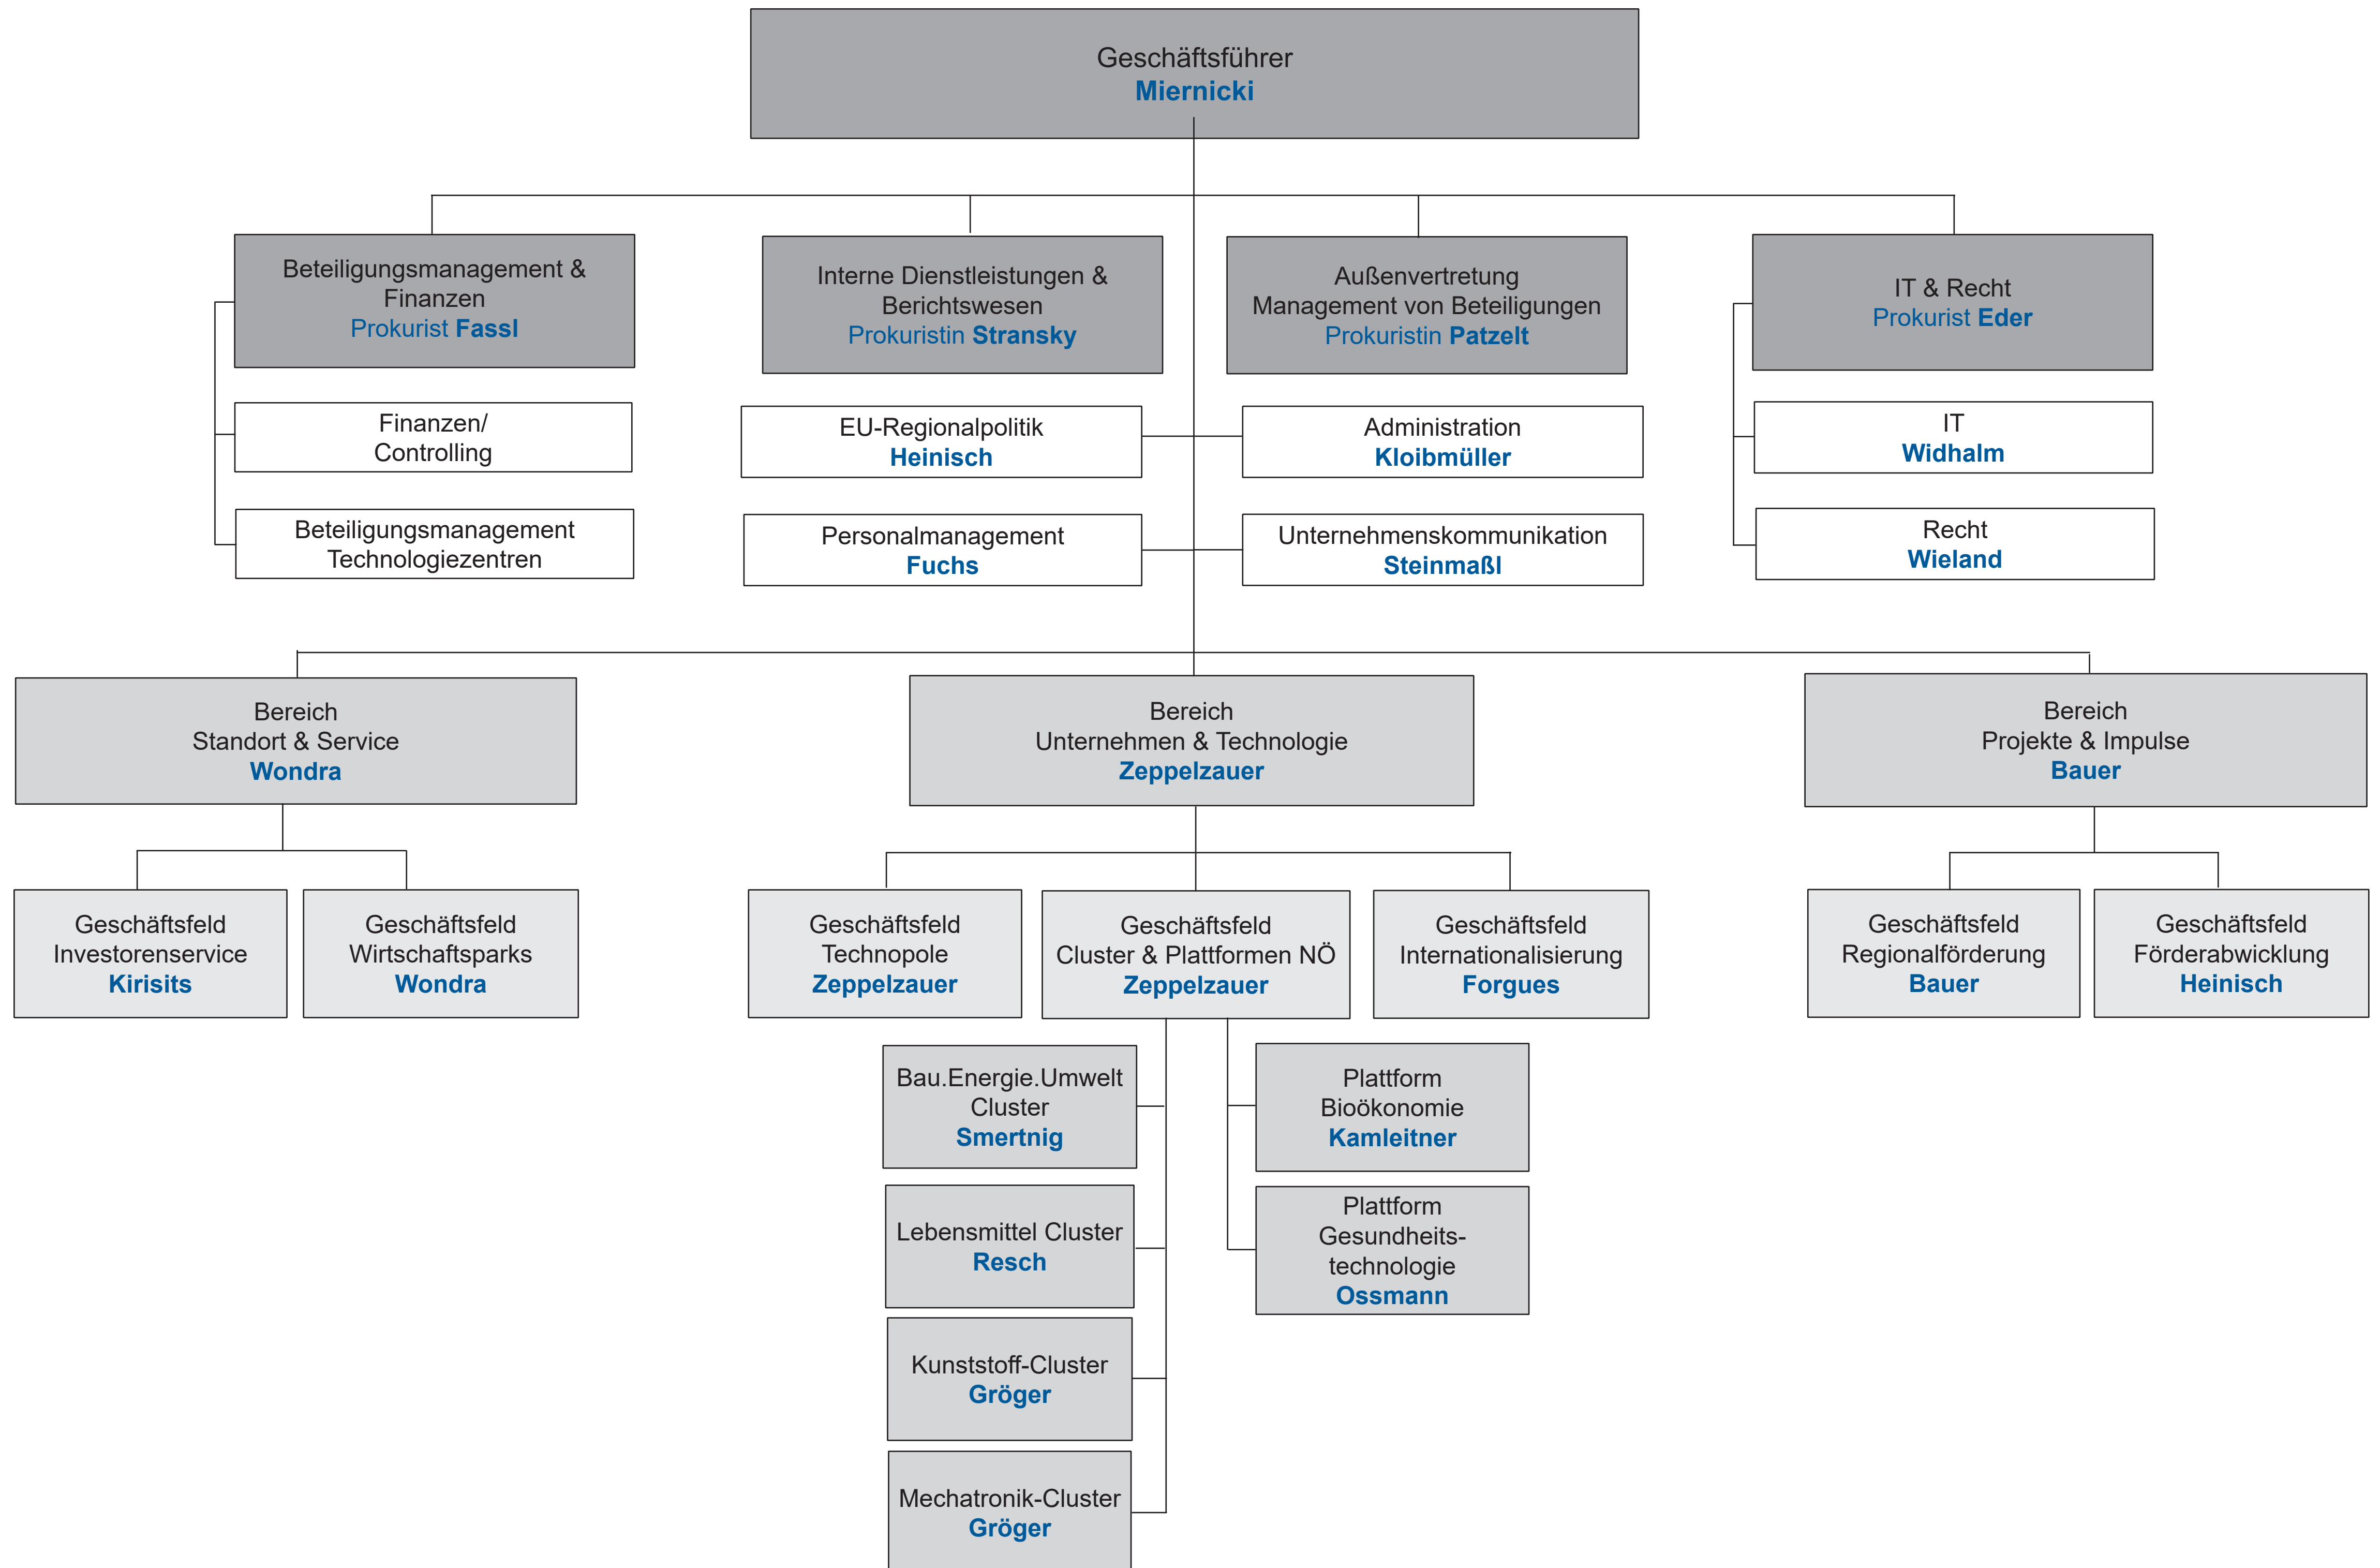 Geschäftsführer
Miernicki
Beteiligungsmanagement &
Finanzen
Prokurist Fassl
Interne Dienstleistungen &
Berichtswesen
Prokuristin Stransky
Außenvertretung
Management von Beteiligungen
Prokuristin Patzelt
IT & Recht
Prokurist Eder
Finanzen/
Controlling
EU-Regionalpolitik
Heinisch
Administration
Kloibmüller
IT
Widhalm
Beteiligungsmanagement
Technologiezentren
Personalmanagement
Fuchs
Unternehmenskommunikation
Steinmaßl
Recht
Wieland
Bereich
Standort & Service
Wondra
Bereich
Unternehmen & Technologie
Zeppelzauer
Bereich
Projekte & Impulse
Bauer
Geschäftsfeld
Investorenservice
Kirisits
Geschäftsfeld
Wirtschaftsparks
Wondra
Geschäftsfeld
Technopole
Zeppelzauer
Geschäftsfeld
Cluster & Plattformen NÖ
Zeppelzauer
Geschäftsfeld
Internationalisierung
Forgues
Geschäftsfeld
Regionalförderung
Bauer
Geschäftsfeld
Förderabwicklung
Heinisch
Bau.Energie.Umwelt
Cluster
Smertnig
Plattform
Bioökonomie
Kamleitner
Lebensmittel Cluster
Resch
Plattform
Gesundheits-
technologie
Ossmann
Kunststoff-Cluster
Gröger
Mechatronik-Cluster
Gröger